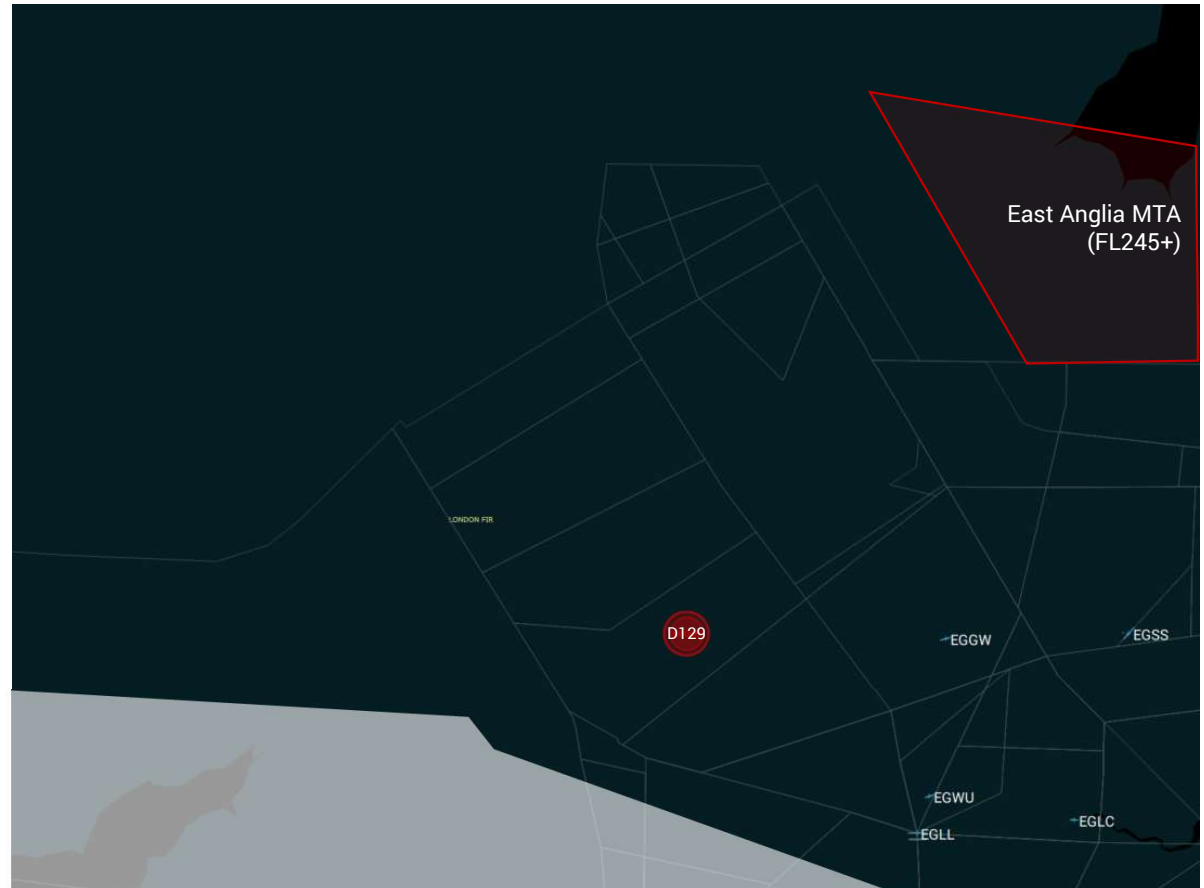 East Anglia MTA
(FL245+)
LONDON FIR
D129
EGGW
EGSS
EGWU
EGLC
EGLL